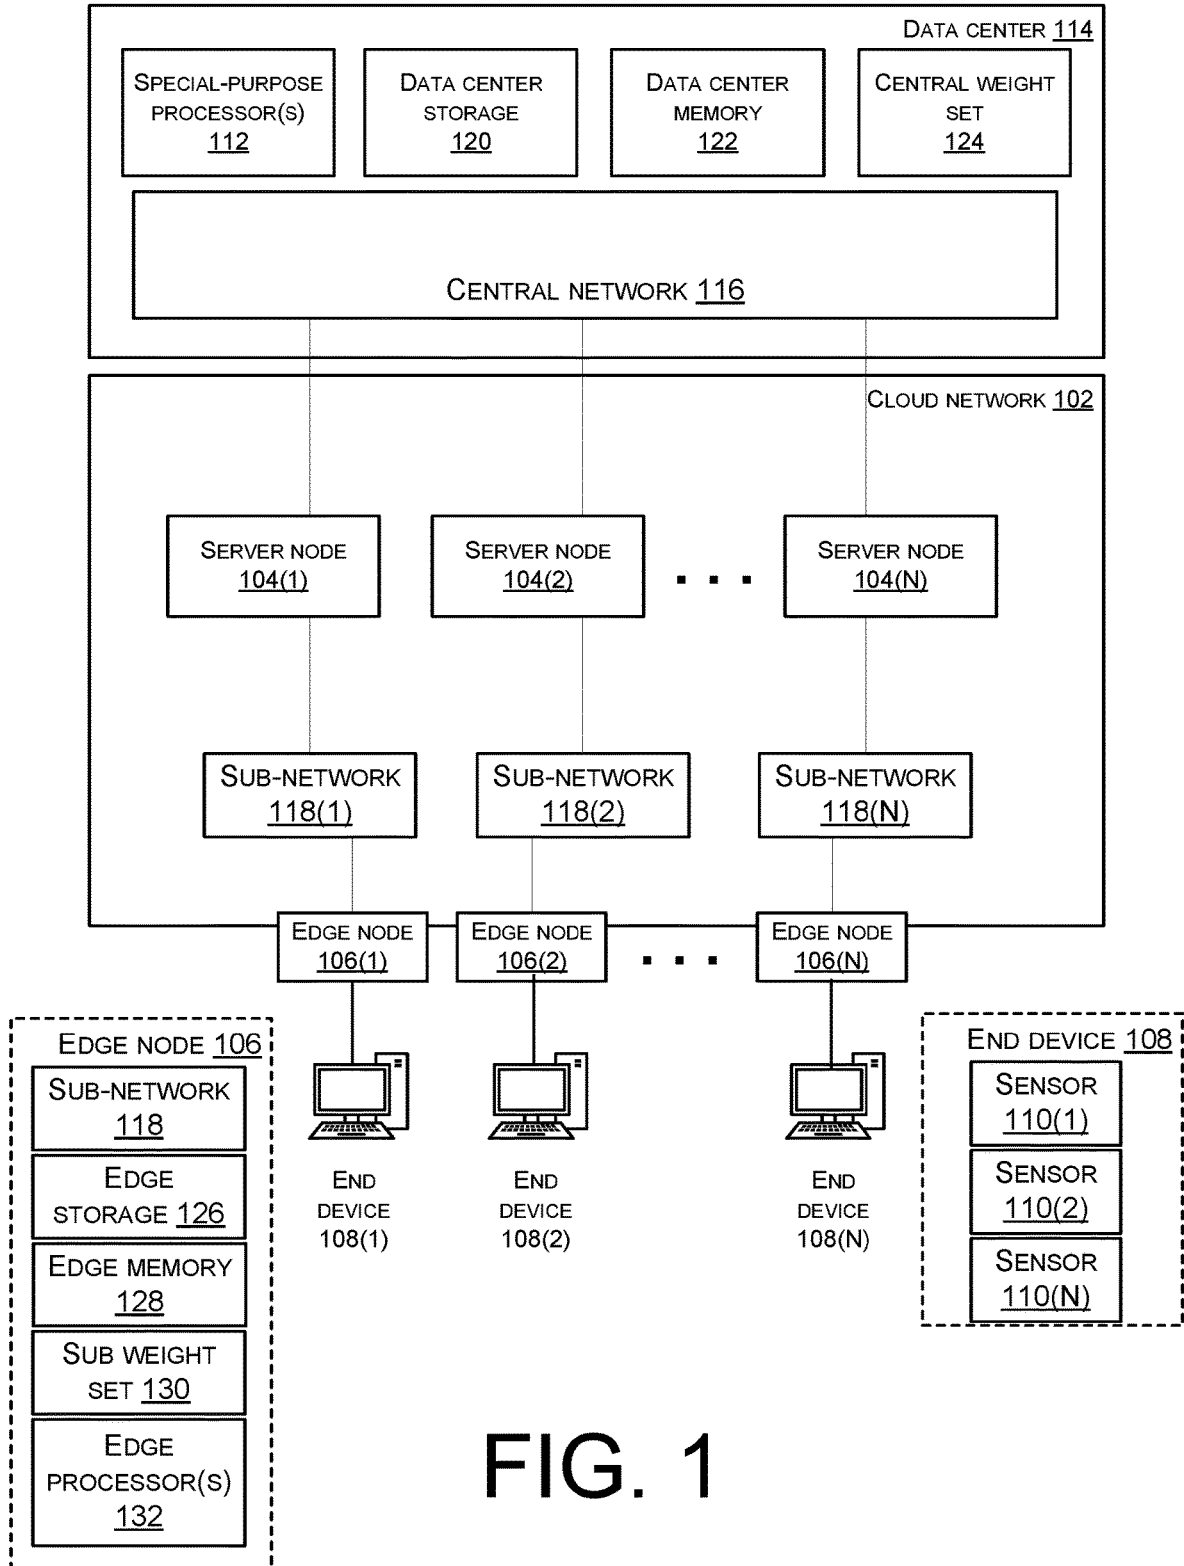 DATA CENTER 114
SPECIAL-PURPOSE
PROCESSOR(S)
112
DATA CENTER
STORAGE
120
DATA CENTER
MEMORY
122
CENTRAL WEIGHT
SET
124
CENTRAL NETWORK 116
CLOUD NETWORK 102
SERVER NODE
104(1)
SERVER NODE
104(2)
SERVER NODE
104(N)
SUB-NETWORK
118(1)
SUB-NETWORK
118(2)
SUB-NETWORK
118(N)
EDGE NODE
106(1)
EDGE NODE
106(2)
EDGE NODE
106(N)
EDGE NODE 106
SUB-NETWORK
118
EDGE
STORAGE 126
EDGE MEMORY
128
SUB WEIGHT
SET 130
EDGE
PROCESSOR(S)
132
END
DEVICE
108(1)
END
DEVICE
108(2)
END
DEVICE
108(N)
END DEVICE 108
SENSOR
110(1)
SENSOR
110(2)
SENSOR
110(N)
FIG. 1